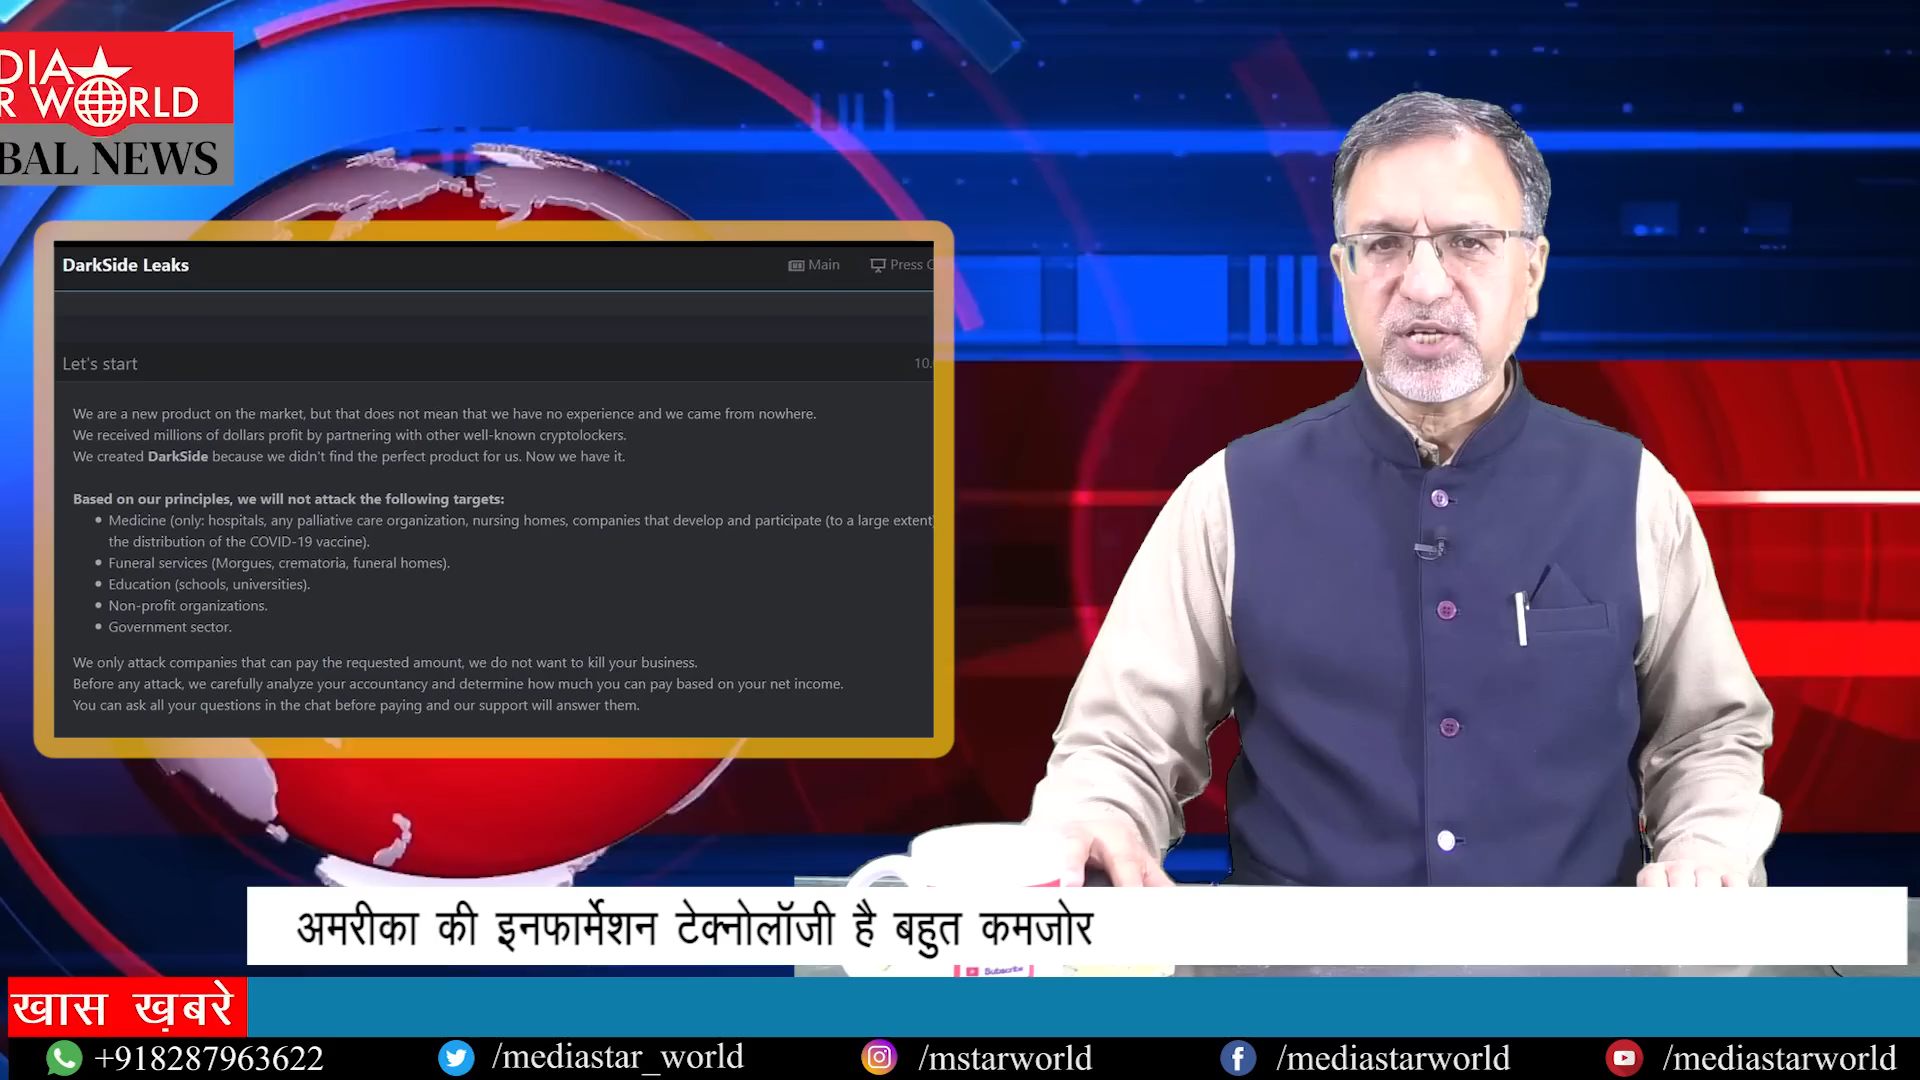 DIA
R WORLD
BAL NEWS
DarkSide Leaks
Main
Press
Let's start
10.
We are a new product on the market, but that does not mean that we have no experience and we came from nowhere.
We received millions of dollars profit by partnering with other well-known cryptolockers.
We created DarkSide because we didn't find the perfect product for us. Now we have it.
Based on our principles, we will not attack the following targets:
• Medicine (only: hospitals, any palliative care organization, nursing homes, companies that develop and participate (to a large extent)
the distribution of the COVID-19 vaccine).
• Funeral services (Morgues, crematoria, funeral homes).
• Education (schools, universities).
• Non-profit organizations.
• Government sector.
We only attack companies that can pay the requested amount, we do not want to kill your business.
Before any attack, we carefully analyze your accountancy and determine how much you can pay based on your net income.
You can ask all your questions in the chat before paying and our support will answer them.
अमरीका की इनफार्मेशन टेक्नोलॉजी है बहुत कमजोर
Subscribe
खास ख़बरे
+918287963622
/mediastar_world
/mstarworld
/mediastarworld
/mediastarworld